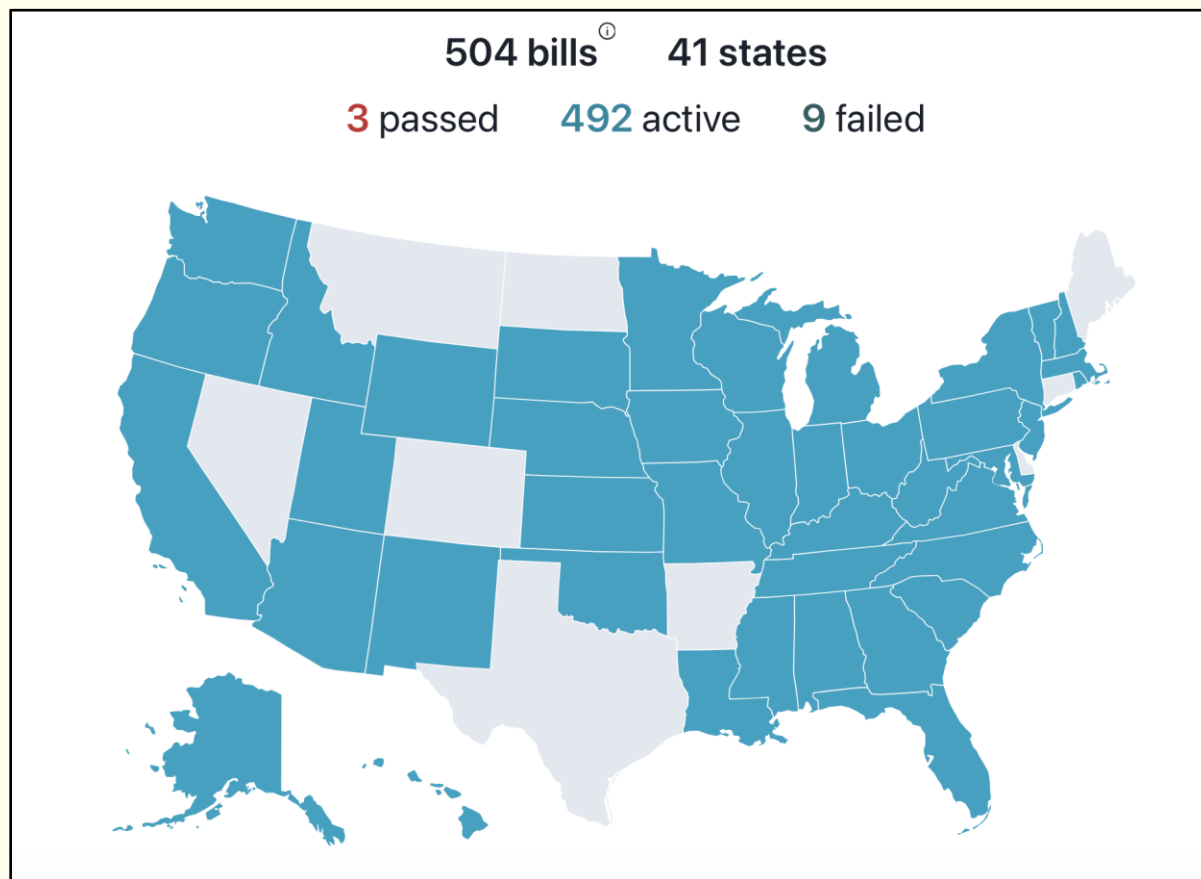 504 bills ⓘ 41 states
3 passed 492 active 9 failed